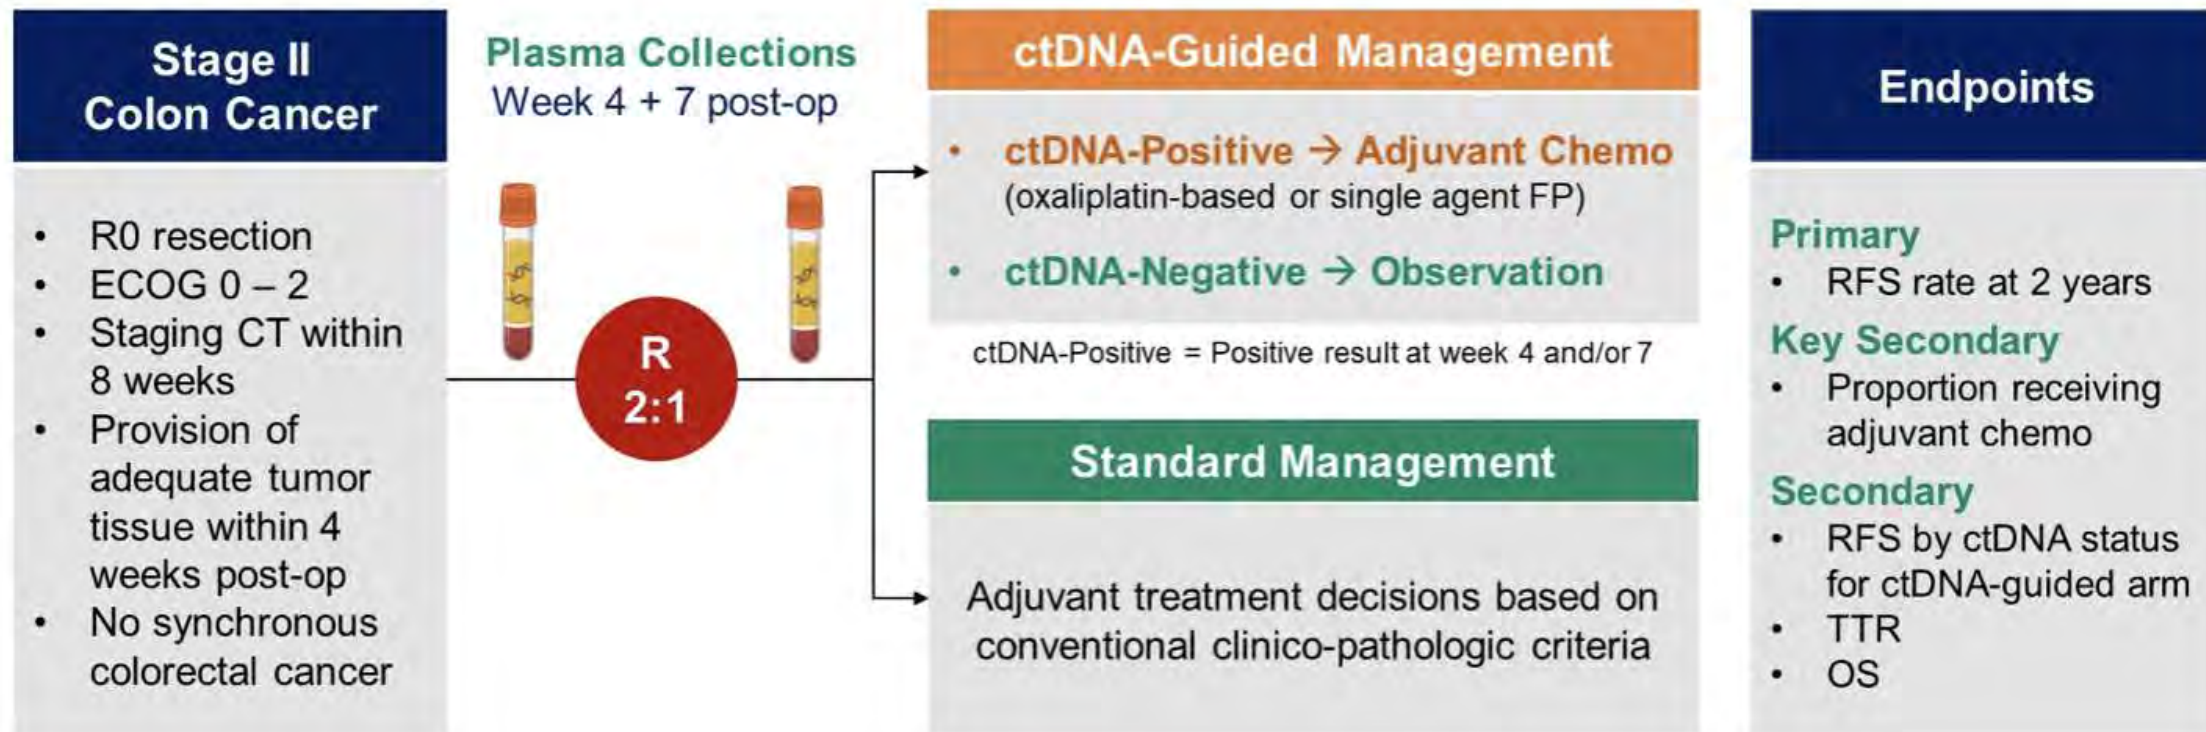 Stage II
Colon Cancer
• R0 resection
• ECOG 0 – 2
• Staging CT within
8 weeks
• Provision of
adequate tumor
tissue within 4
weeks post-op
• No synchronous
colorectal cancer
Plasma Collections
Week 4 + 7 post-op
R
2:1
ctDNA-Guided Management
• ctDNA-Positive → Adjuvant Chemo
(oxaliplatin-based or single agent FP)
• ctDNA-Negative → Observation
ctDNA-Positive = Positive result at week 4 and/or 7
Standard Management
Adjuvant treatment decisions based on
conventional clinico-pathologic criteria
Endpoints
Primary
• RFS rate at 2 years
Key Secondary
• Proportion receiving
adjuvant chemo
Secondary
• RFS by ctDNA status
for ctDNA-guided arm
• TTR
• OS